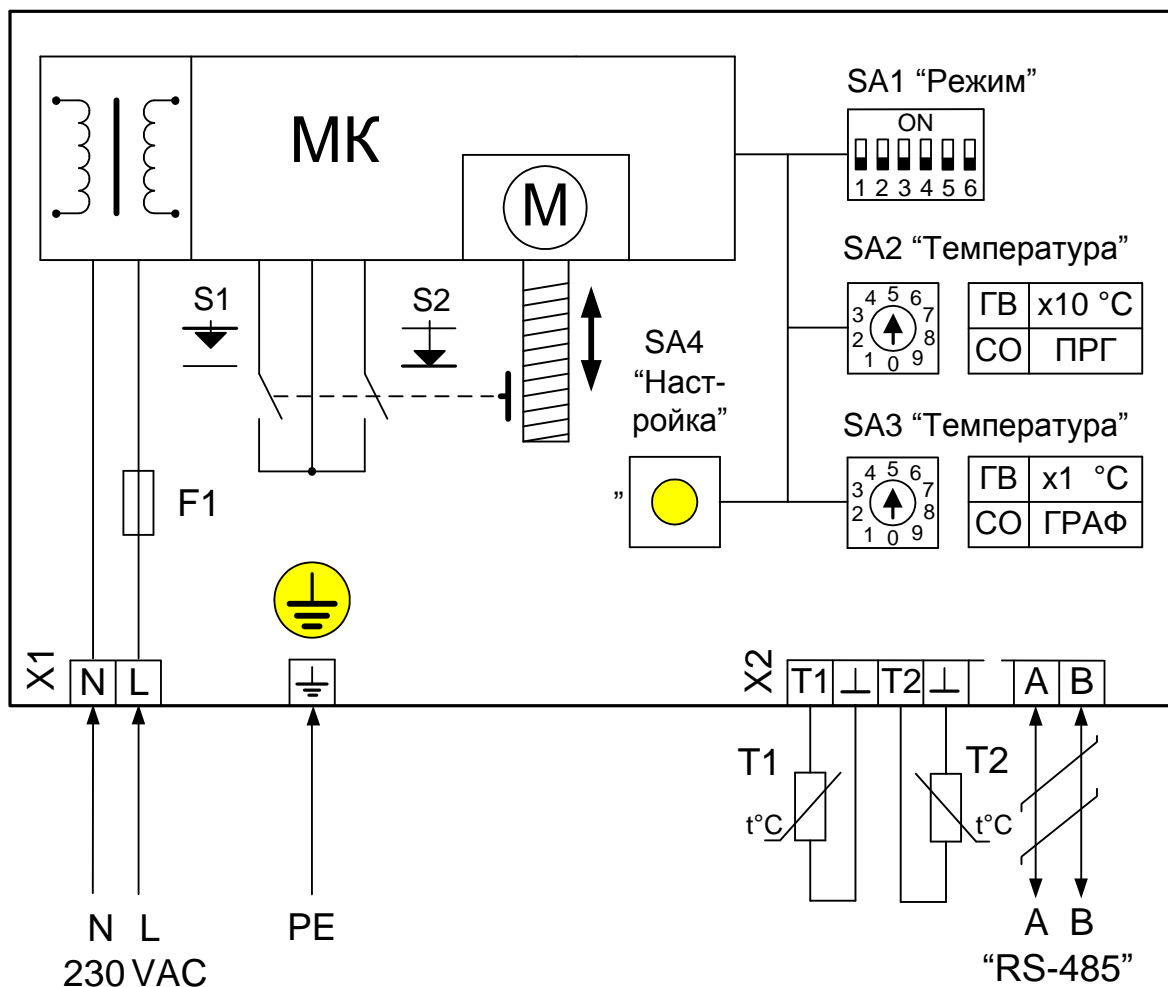 МК
M
SA1 “Режим”
ON
1 2 3 4 5 6
SA2 “Температура”
0 1 2 3 4 5 6 7 8 9
ГВ x10 °C
СО ПРГ
S1
S2
SA4
“Наст-
ройка”
”
SA3 “Температура”
0 1 2 3 4 5 6 7 8 9
ГВ x1 °C
СО ГРАФ
F1
X1
N L
X2
T1 ⊥ T2 ⊥ A B
T1
t°C
T2
t°C
N L
230 VAC
PE
A B
“RS-485”